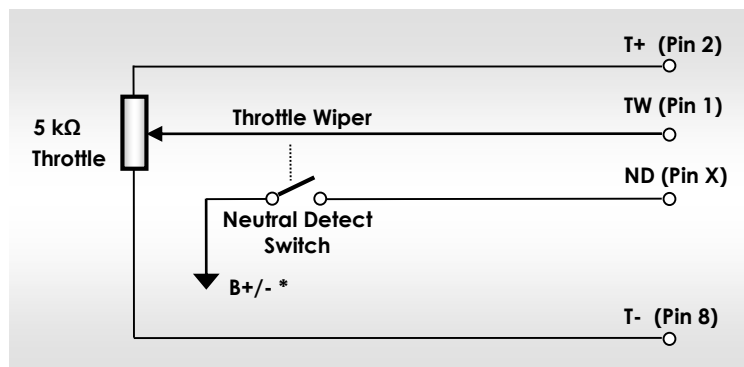 T+ (Pin 2)
TW (Pin 1)
Throttle Wiper
5 kΩ
Throttle
ND (Pin X)
Neutral Detect
Switch
B+/- *
T- (Pin 8)